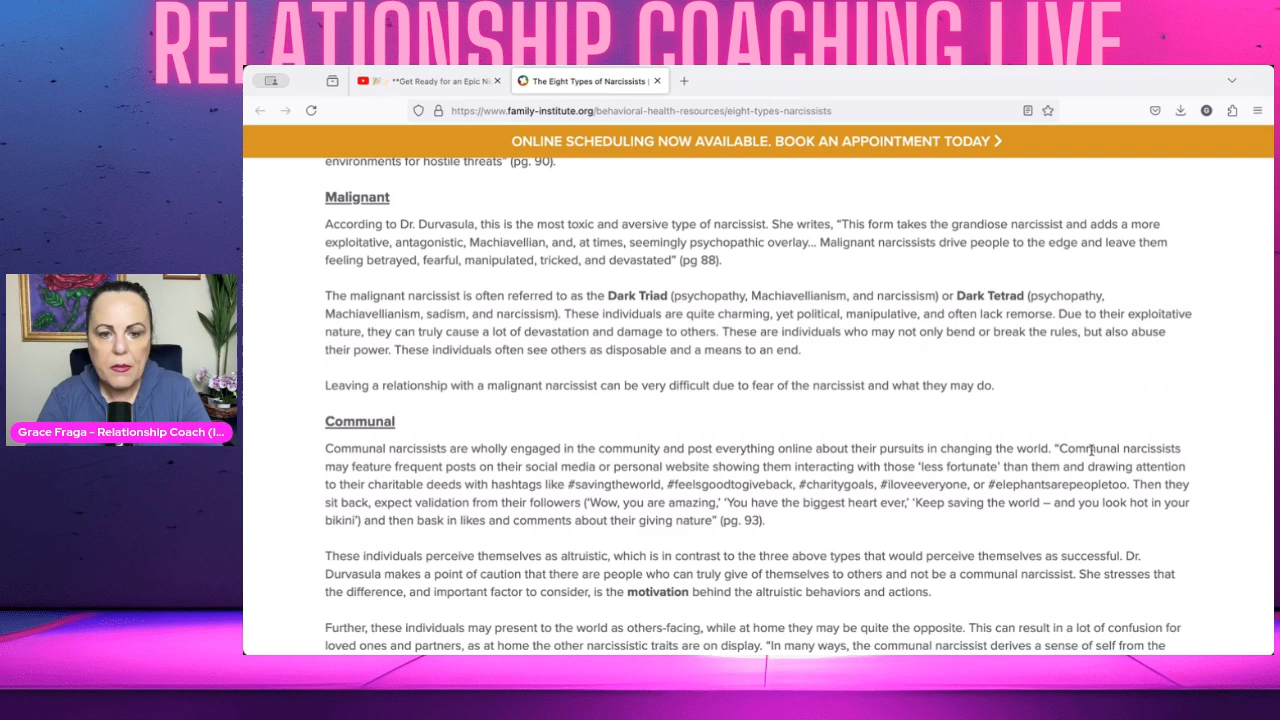 RELATIONSHIP COACHING LIVE
**Get Ready for an Epic Ni
The Eight Types of Narcissists |
https://www.family-institute.org/behavioral-health-resources/eight-types-narcissists
ONLINE SCHEDULING NOW AVAILABLE. BOOK AN APPOINTMENT TODAY
environments for hostile threats" (pg. 90).
Malignant
According to Dr. Durvasula, this is the most toxic and aversive type of narcissist. She writes, "This form takes the grandiose narcissist and adds a more
exploitative, antagonistic, Machiavellian, and, at times, seemingly psychopathic overlay... Malignant narcissists drive people to the edge and leave them
feeling betrayed, fearful, manipulated, tricked, and devastated" (pg 88).
The malignant narcissist is often referred to as the Dark Triad (psychopathy, Machiavellianism, and narcissism) or Dark Tetrad (psychopathy,
Machiavellianism, sadism, and narcissism). These individuals are quite charming, yet political, manipulative, and often lack remorse. Due to their exploitative
nature, they can truly cause a lot of devastation and damage to others. These are individuals who may not only bend or break the rules, but also abuse
their power. These individuals often see others as disposable and a means to an end.
Leaving a relationship with a malignant narcissist can be very difficult due to fear of the narcissist and what they may do.
Communal
Communal narcissists are wholly engaged in the community and post everything online about their pursuits in changing the world. "Communal narcissists
may feature frequent posts on their social media or personal website showing them interacting with those 'less fortunate' than them and drawing attention
to their charitable deeds with hashtags like #savingtheworld, #feelsgoodtogiveback, #charitygoals, #iloveeveryone, or #elephantsarepeopletoo. Then they
sit back, expect validation from their followers ('Wow, you are amazing,' 'You have the biggest heart ever,' 'Keep saving the world – and you look hot in your
bikini') and then bask in likes and comments about their giving nature" (pg. 93).
These individuals perceive themselves as altruistic, which is in contrast to the three above types that would perceive themselves as successful. Dr.
Durvasula makes a point of caution that there are people who can truly give of themselves to others and not be a communal narcissist. She stresses that
the difference, and important factor to consider, is the motivation behind the altruistic behaviors and actions.
Further, these individuals may present to the world as others-facing, while at home they may be quite the opposite. This can result in a lot of confusion for
loved ones and partners, as at home the other narcissistic traits are on display. "In many ways, the communal narcissist derives a sense of self from the
Grace Fraga - Relationship Coach (I...